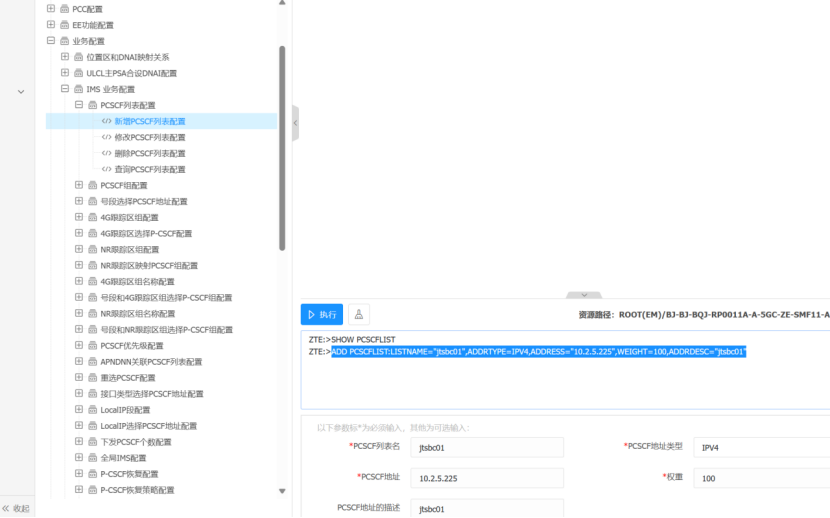 PCC配置
EE功能配置
业务配置
位置区和DNAI映射关系
ULCL主PSA合设DNAI配置
IMS 业务配置
PCSCF列表配置
</> 新增PCSCF列表配置
</> 修改PCSCF列表配置
</> 删除PCSCF列表配置
</> 查询PCSCF列表配置
PCSCF组配置
号段选择PCSCF地址配置
4G跟踪区组配置
4G跟踪区选择P-CSCF配置
NR跟踪区组配置
NR跟踪区映射PCSCF组配置
4G跟踪区组名称配置
号段和4G跟踪区组选择P-CSCF组配置
NR跟踪区组名称配置
号段和NR跟踪区组选择P-CSCF组配置
PCSCF优先级配置
APNDNN关联PCSCF列表配置
重选PCSCF配置
接口类型选择PCSCF地址配置
LocalIP段配置
LocalIP选择PCSCF地址配置
下发PCSCF个数配置
全局IMS配置
P-CSCF恢复配置
P-CSCF恢复策略配置
收起
执行
资源路径: ROOT(EM)/BJ-BJ-BQJ-RP0011A-A-5GC-ZE-SMF11-A
ZTE:>SHOW PCSCFLIST
ZTE:>ADD PCSCFLIST:LISTNAME="jtsbc01",ADDRTYPE=IPV4,ADDRESS="10.2.5.225",WEIGHT=100,ADDRDESC="jtsbc01"
以下参数标*为必须输入，其他为可选输入:
*PCSCF列表名 jtsbc01 *PCSCF地址类型 IPV4
*PCSCF地址 10.2.5.225 *权重 100
PCSCF地址的描述 jtsbc01